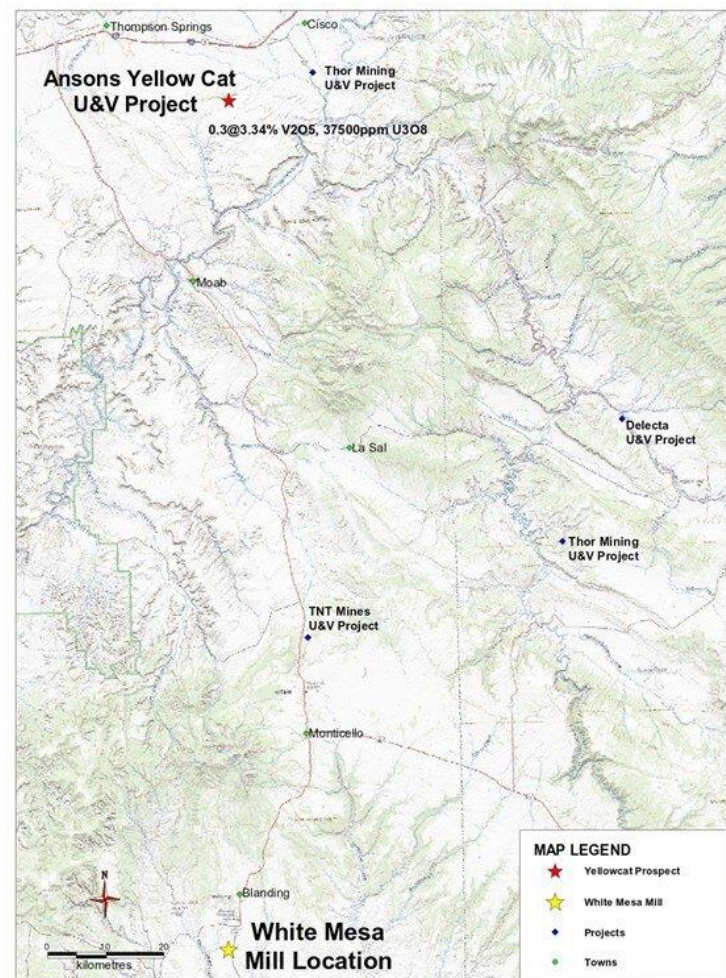 Thompson Springs
Cisco
Thor Mining
U&V Project
Ansons Yellow Cat
U&V Project
0.3@3.34% V2O5, 37500ppm U3O8
Moab
Delecta
U&V Project
La Sal
Thor Mining
U&V Project
TNT Mines
U&V Project
Monticello
Blanding
White Mesa
Mill Location
N
0 10 20
kilometres
MAP LEGEND
Yellowcat Prospect
White Mesa Mill
Projects
Towns